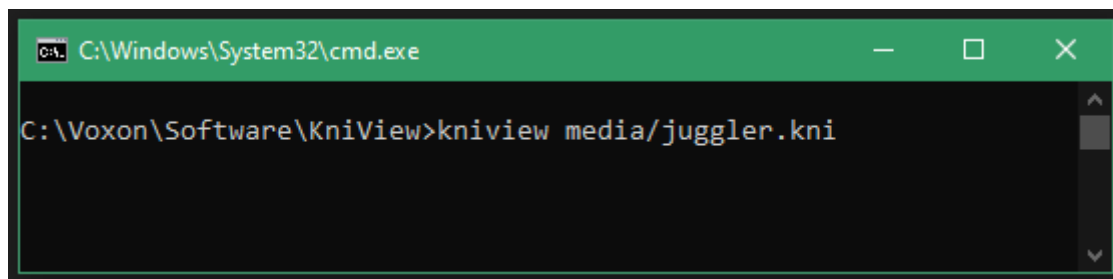 C:\Windows\System32\cmd.exe
C:\Voxon\Software\KniView>kniview media/juggler.kni